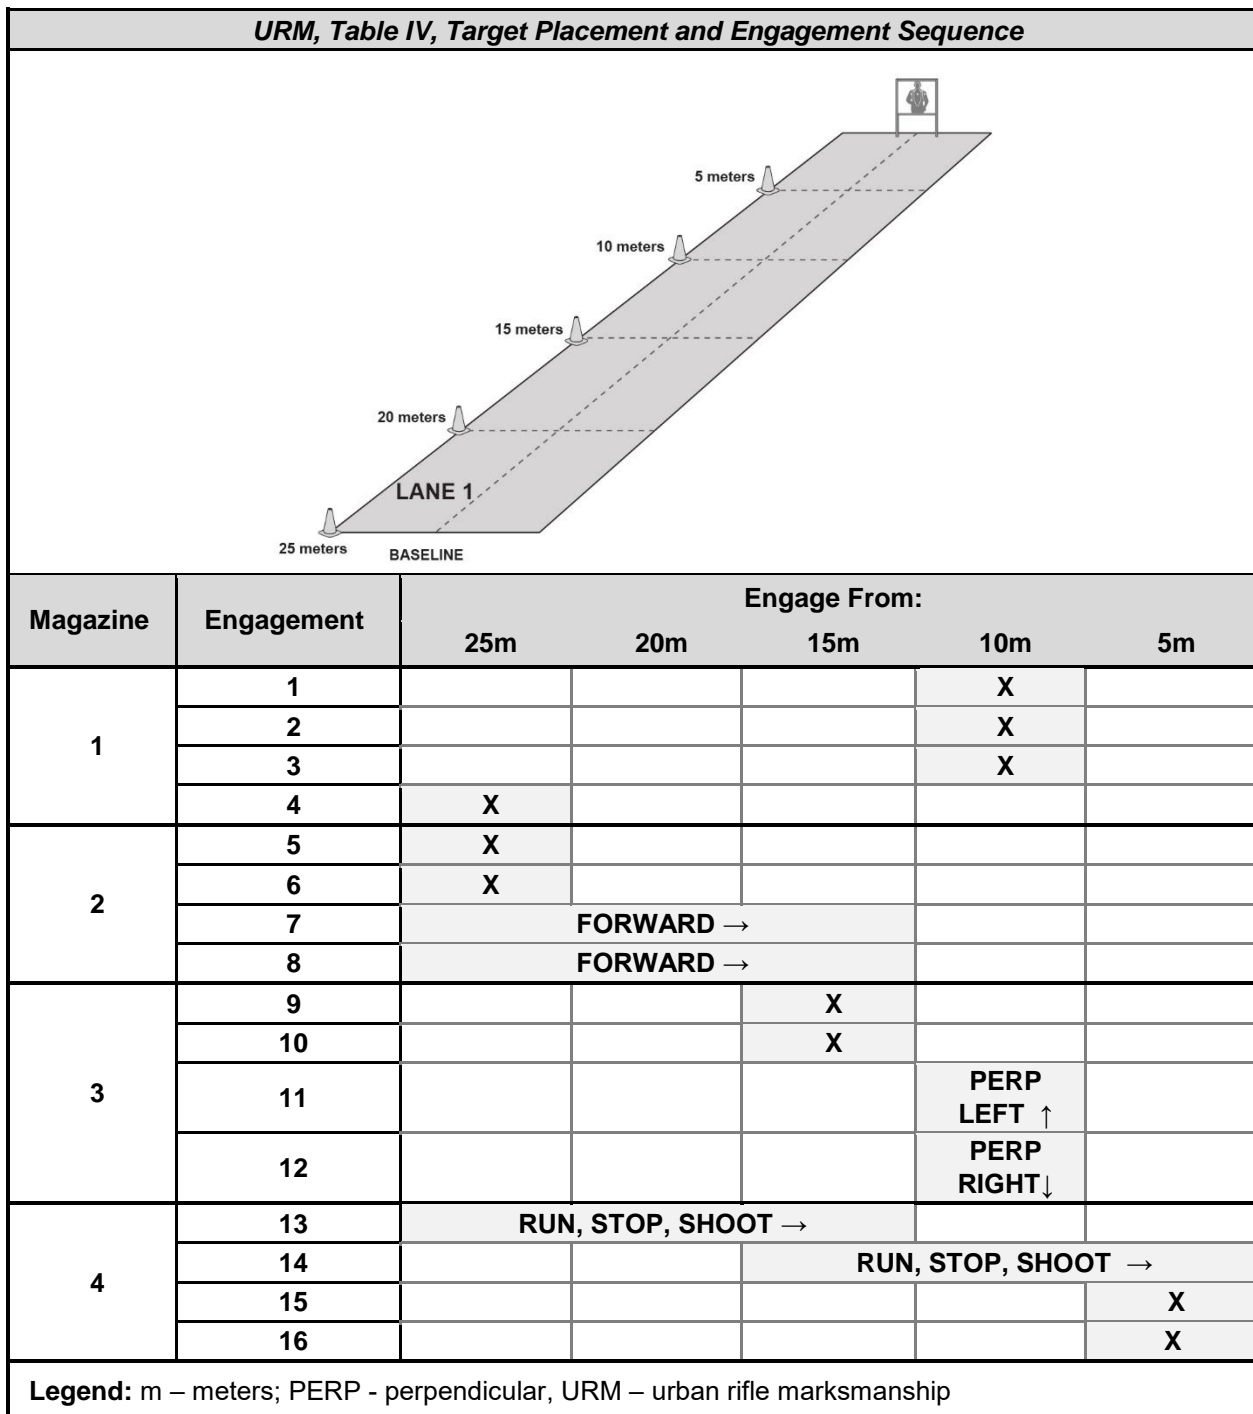 URM, Table IV, Target Placement and Engagement Sequence
5 meters
10 meters
15 meters
20 meters
LANE 1
25 meters
BASELINE
Magazine Engagement Engage From:
25m 20m 15m 10m 5m
1 1 X
2 X
3 X
4 X
2 5 X
6 X
7 FORWARD →
8 FORWARD →
3 9 X
10 X
11 PERP
LEFT ↑
12 PERP
RIGHT↓
4 13 RUN, STOP, SHOOT →
14 RUN, STOP, SHOOT →
15 X
16 X
Legend: m – meters; PERP - perpendicular, URM – urban rifle marksmanship